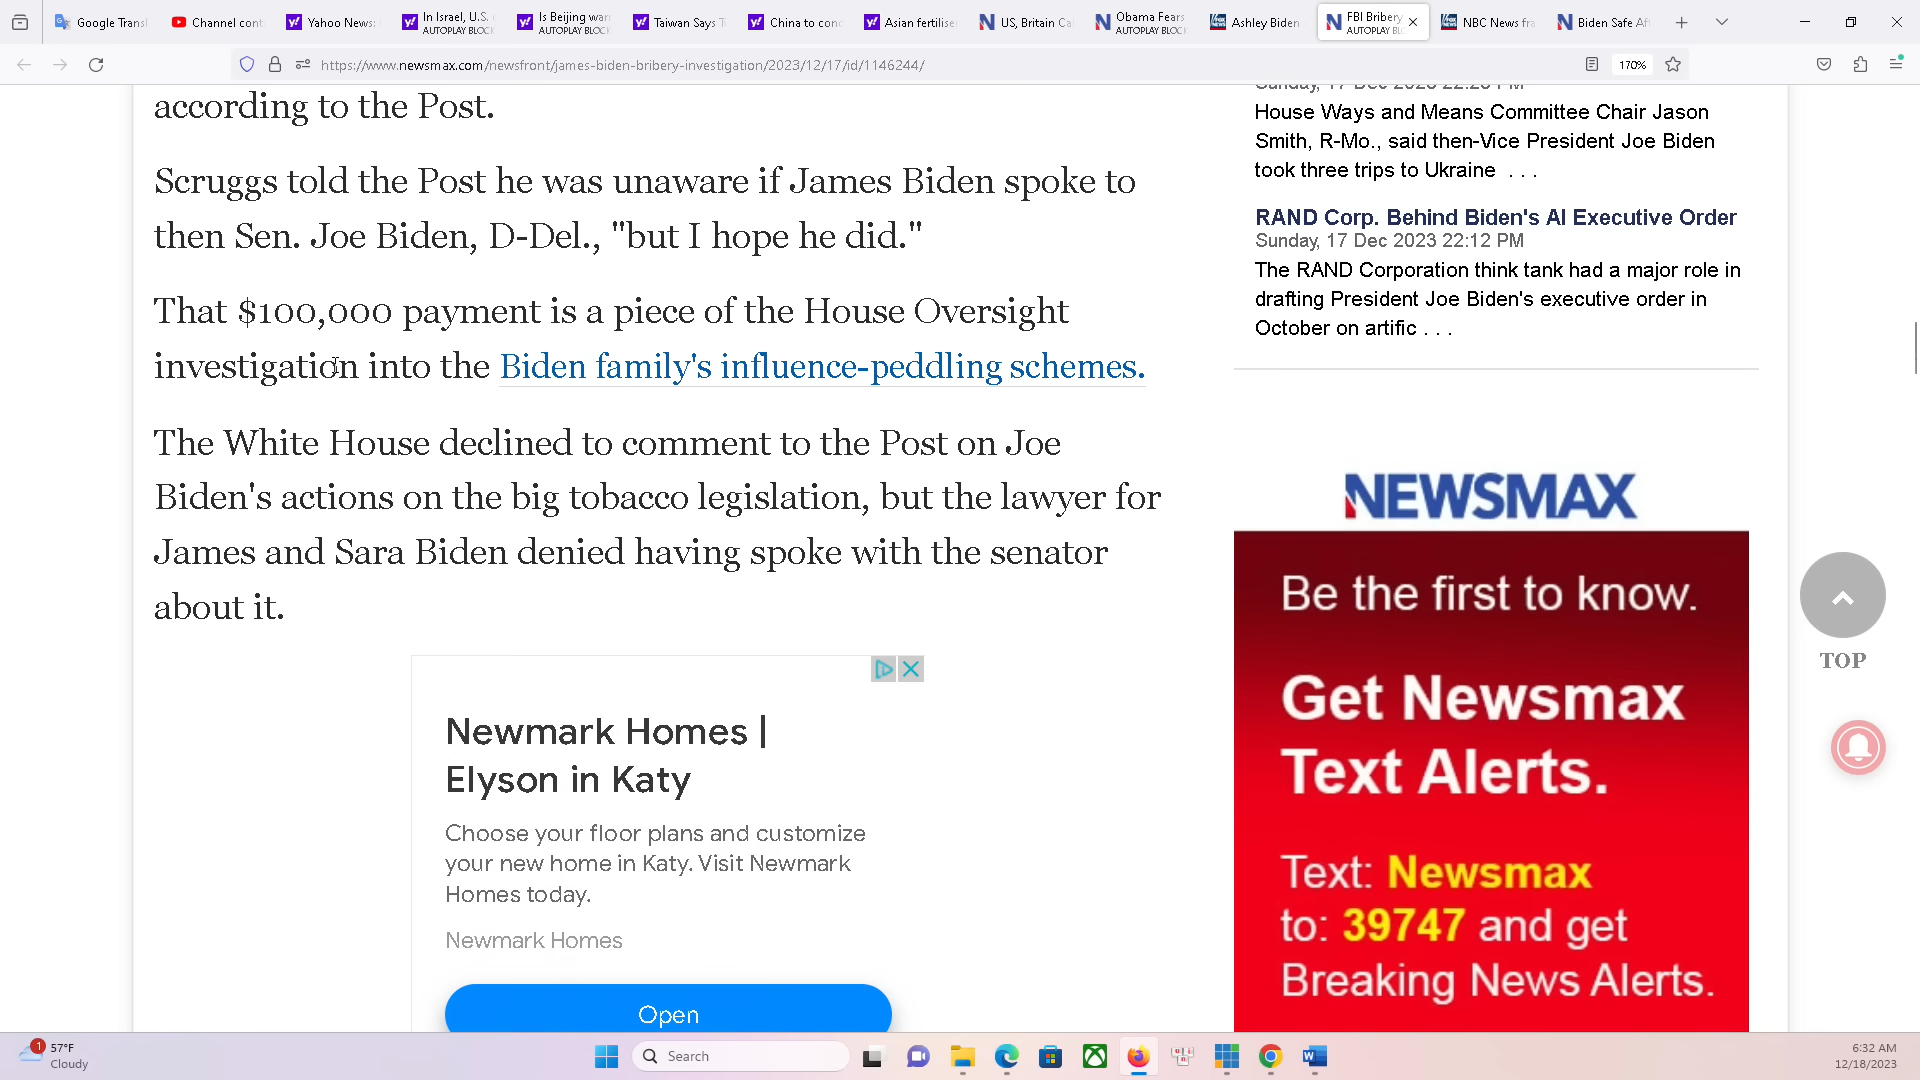 Google Transl
Channel cont
Yahoo News:
In Israel, U.S.
AUTOPLAY BLOCK
Is Beijing war
AUTOPLAY BLOCK
Taiwan Says T
China to cond
Asian fertilise
US, Britain Ca
Obama Fears
AUTOPLAY BLOCK
Ashley Biden
FBI Bribery
AUTOPLAY BL
NBC News fra
Biden Safe Aft
https://www.newsmax.com/newsfront/james-biden-bribery-investigation/2023/12/17/id/1146244/
170%
according to the Post.
Scruggs told the Post he was unaware if James Biden spoke to
then Sen. Joe Biden, D-Del., "but I hope he did."
That $100,000 payment is a piece of the House Oversight
investigation into the Biden family's influence-peddling schemes.
The White House declined to comment to the Post on Joe
Biden's actions on the big tobacco legislation, but the lawyer for
James and Sara Biden denied having spoke with the senator
about it.
Newmark Homes |
Elyson in Katy
Choose your floor plans and customize
your new home in Katy. Visit Newmark
Homes today.
Newmark Homes
Open
Sunday, 17 Dec 2023
House Ways and Means Committee Chair Jason
Smith, R-Mo., said then-Vice President Joe Biden
took three trips to Ukraine . . .
RAND Corp. Behind Biden's AI Executive Order
Sunday, 17 Dec 2023 22:12 PM
The RAND Corporation think tank had a major role in
drafting President Joe Biden's executive order in
October on artific . . .
NEWSMAX
Be the first to know.
Get Newsmax
Text Alerts.
Text: Newsmax
to: 39747 and get
Breaking News Alerts.
TOP
1
57°F
Cloudy
Search
6:32 AM
12/18/2023